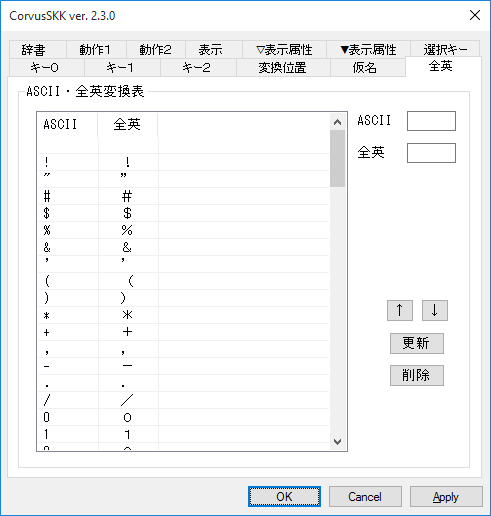 CorvusSKK ver. 2.3.0
辞書 動作1 動作2 表示 ▽表示属性 ▼表示属性 選択キー
キー0 キー1 キー2 変換位置 仮名 全英
ASCII・全英変換表
ASCII 全英
! !
" ”
# #
$ $
% %
& &
' ’
( (
) )
* *
+ +
, ,
- -
. .
/ /
0 0
1 1
ASCII
全英
↑ ↓
更新
削除
OK Cancel Apply